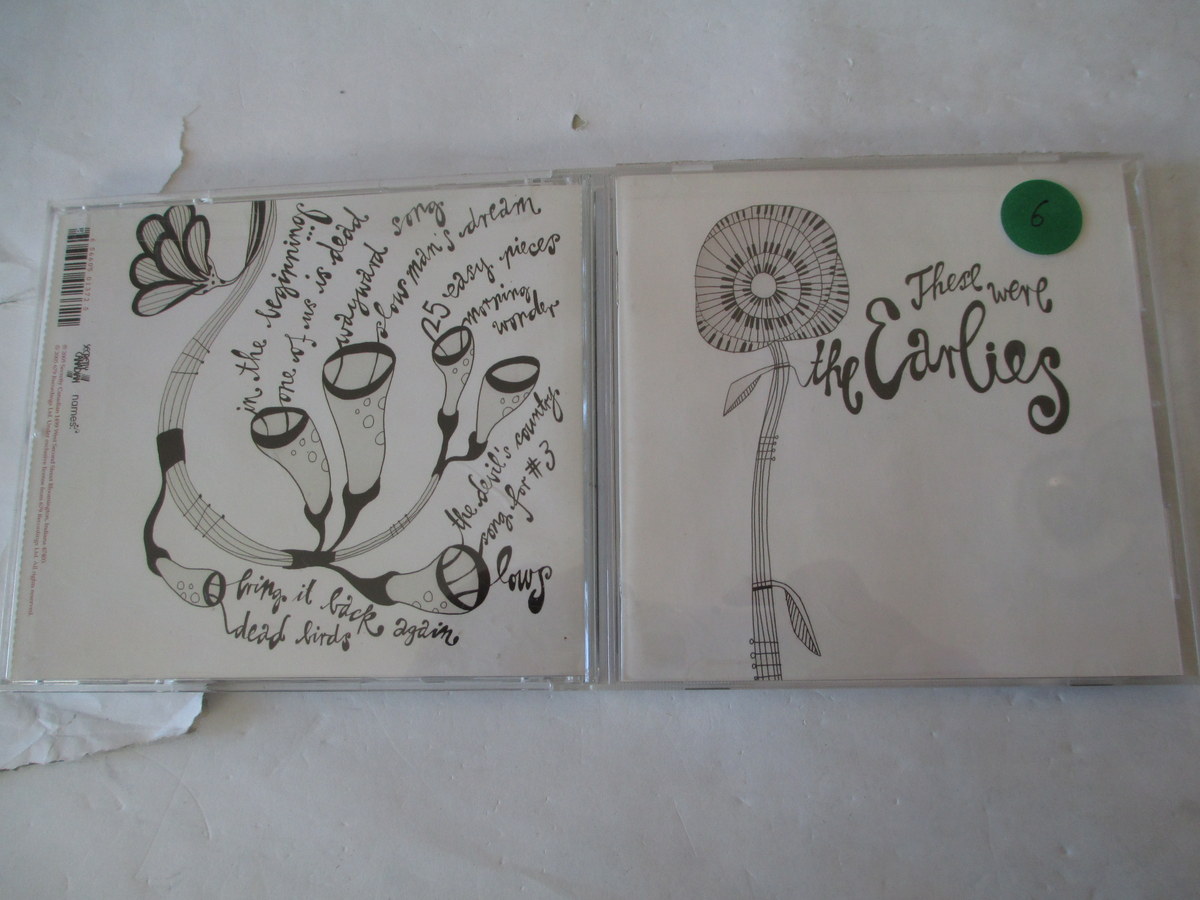 in the beginning...
one of us is dead
wayward song
slow man's dream
25 easy pieces
morning
wonder
the devil's country
song for #3
lows
bring it back again
dead birds
names
6
These were
the Earlies